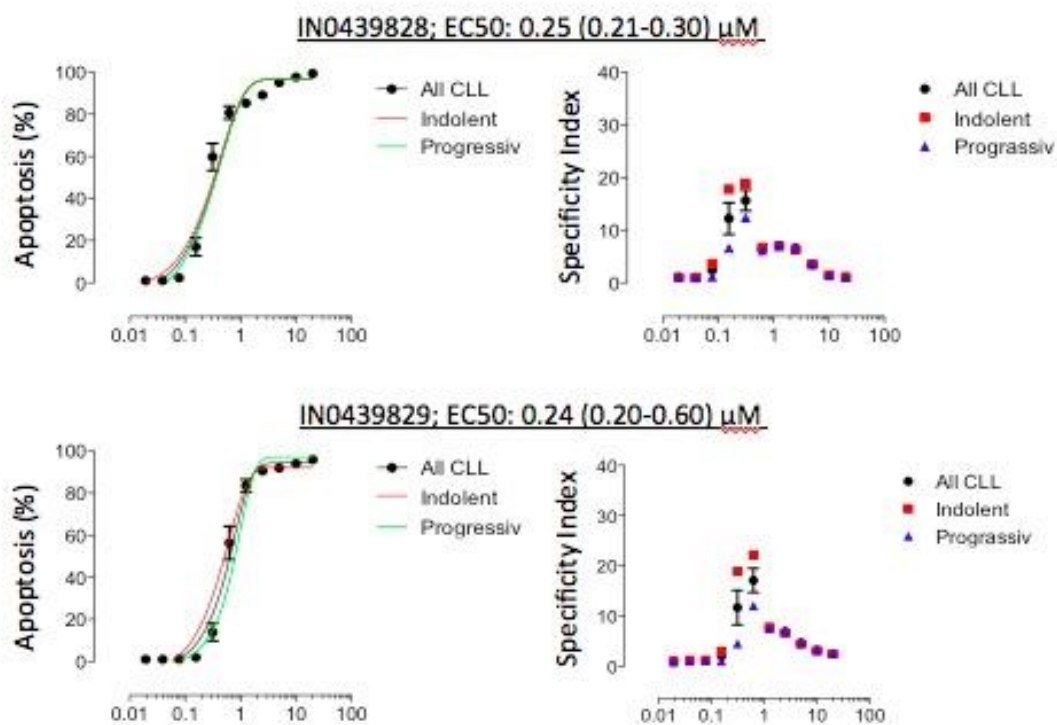 IN0439828; EC50: 0.25 (0.21-0.30) µM
Apoptosis (%)
100
80
60
40
20
0
0.01 0.1 1 10 100
All CLL
Indolent
Progressiv
Specificity Index
40
30
20
10
0
0.01 0.1 1 10 100
All CLL
Indolent
Prograssiv
IN0439829; EC50: 0.24 (0.20-0.60) µM
Apoptosis (%)
100
80
60
40
20
0
0.01 0.1 1 10 100
All CLL
Indolent
Progressiv
Specificity Index
40
30
20
10
0
0.01 0.1 1 10 100
All CLL
Indolent
Prograssiv